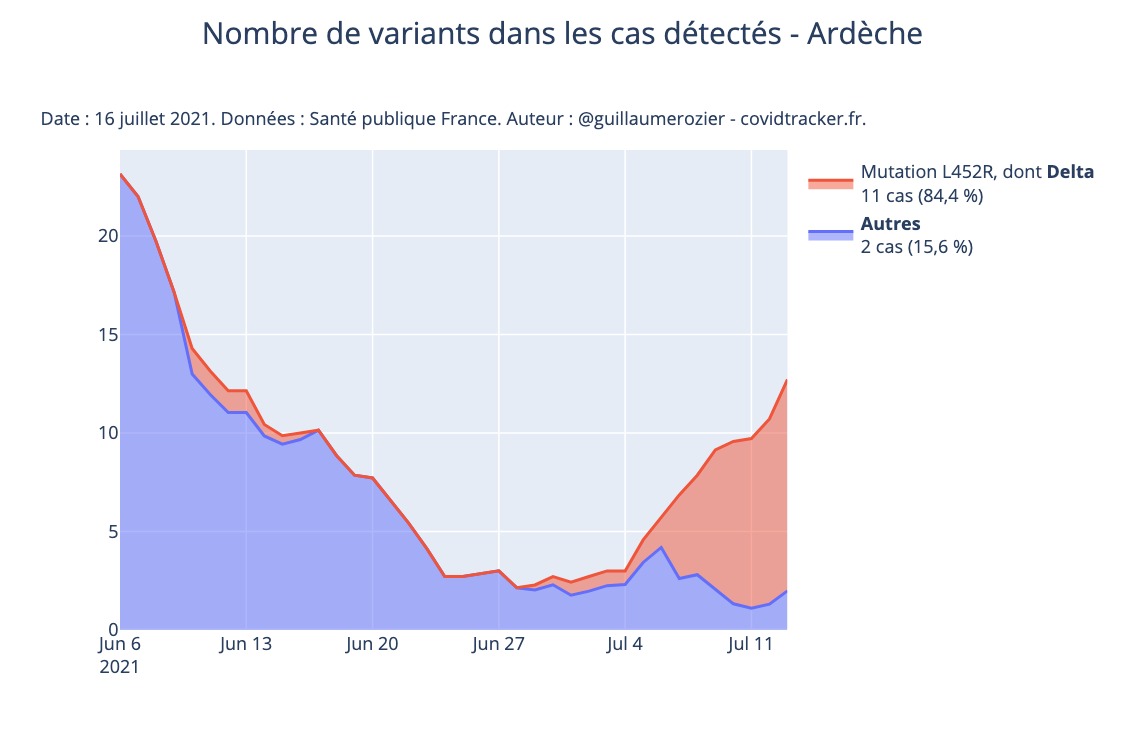 Nombre de variants dans les cas détectés - Ardèche
Date : 16 juillet 2021. Données : Santé publique France. Auteur : @guillaumerozier - covidtracker.fr.
Mutation L452R, dont Delta
11 cas (84,4 %)
Autres
2 cas (15,6 %)
20
15
10
5
0
Jun 6
2021
Jun 13
Jun 20
Jun 27
Jul 4
Jul 11